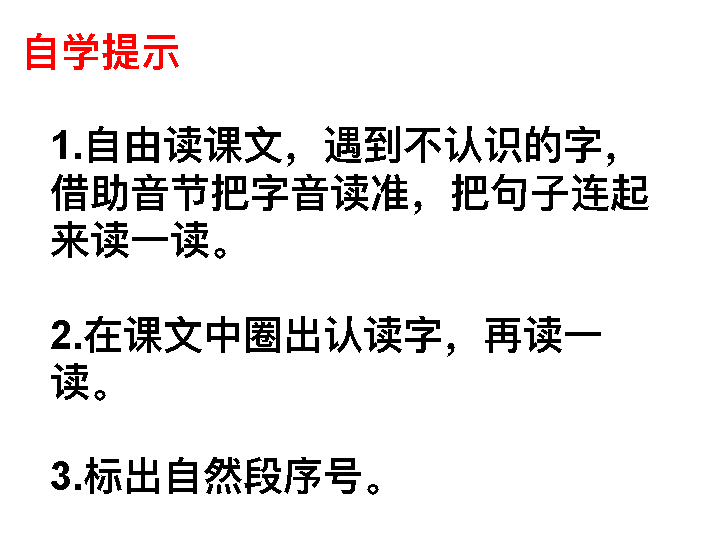 自学提示
1.自由读课文，遇到不认识的字，
借助音节把字音读准，把句子连起
来读一读。
2.在课文中圈出认读字，再读一
读。
3.标出自然段序号。